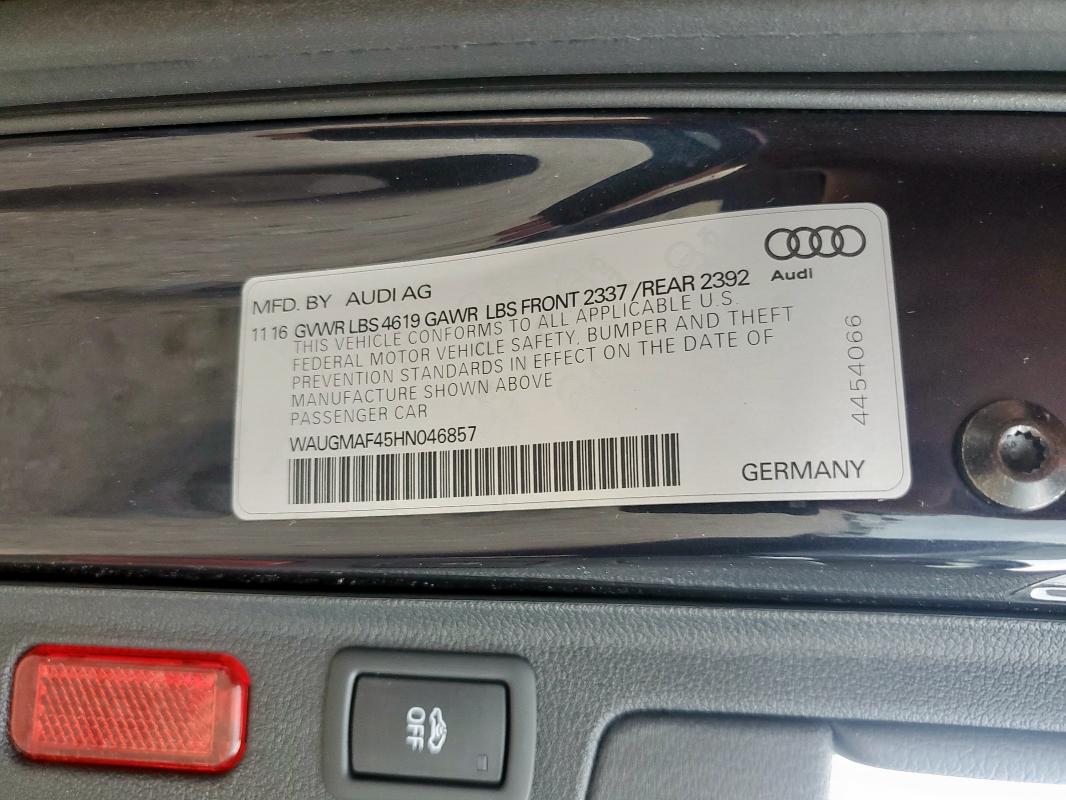 MFD. BY AUDI AG
Audi
11 16 GVWR LBS 4619 GAWR LBS FRONT 2337 /REAR 2392
THIS VEHICLE CONFORMS TO ALL APPLICABLE U.S.
FEDERAL MOTOR VEHICLE SAFETY, BUMPER AND THEFT
PREVENTION STANDARDS IN EFFECT ON THE DATE OF
MANUFACTURE SHOWN ABOVE
PASSENGER CAR
WAUGMAF45HN046857
GERMANY
4454066
OFF